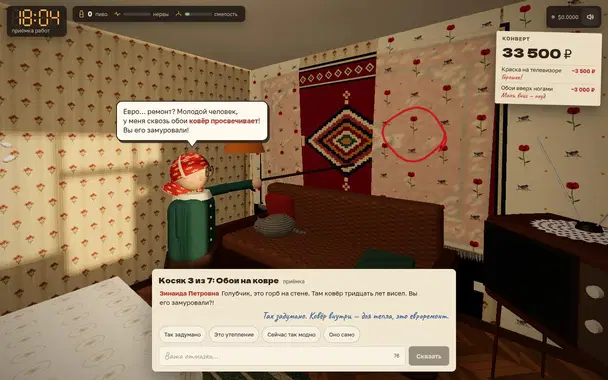 18:04
приёмка работ
0 пиво
нервы
смелость
$0.0000
КОНВЕРТ
33 500 ₽
Краска на телевизоре −3 500 ₽
Обои вверх ногами −3 000 ₽
Евро... ремонт? Молодой человек,
у меня сквозь обои ковёр просвечивает!
Вы его замуровали!
Косяк 3 из 7: Обои на ковре приёмка
Зинаида Петровна Голубчик, это горб на стене. Там ковёр тридцать лет висел. Вы
его замуровали?!
Так задумано. Ковёр внутри — для тепла, это евроремонт.
Так задумано
Это утепление
Сейчас так модно
Оно само
Ваша отмазка...
Сказать